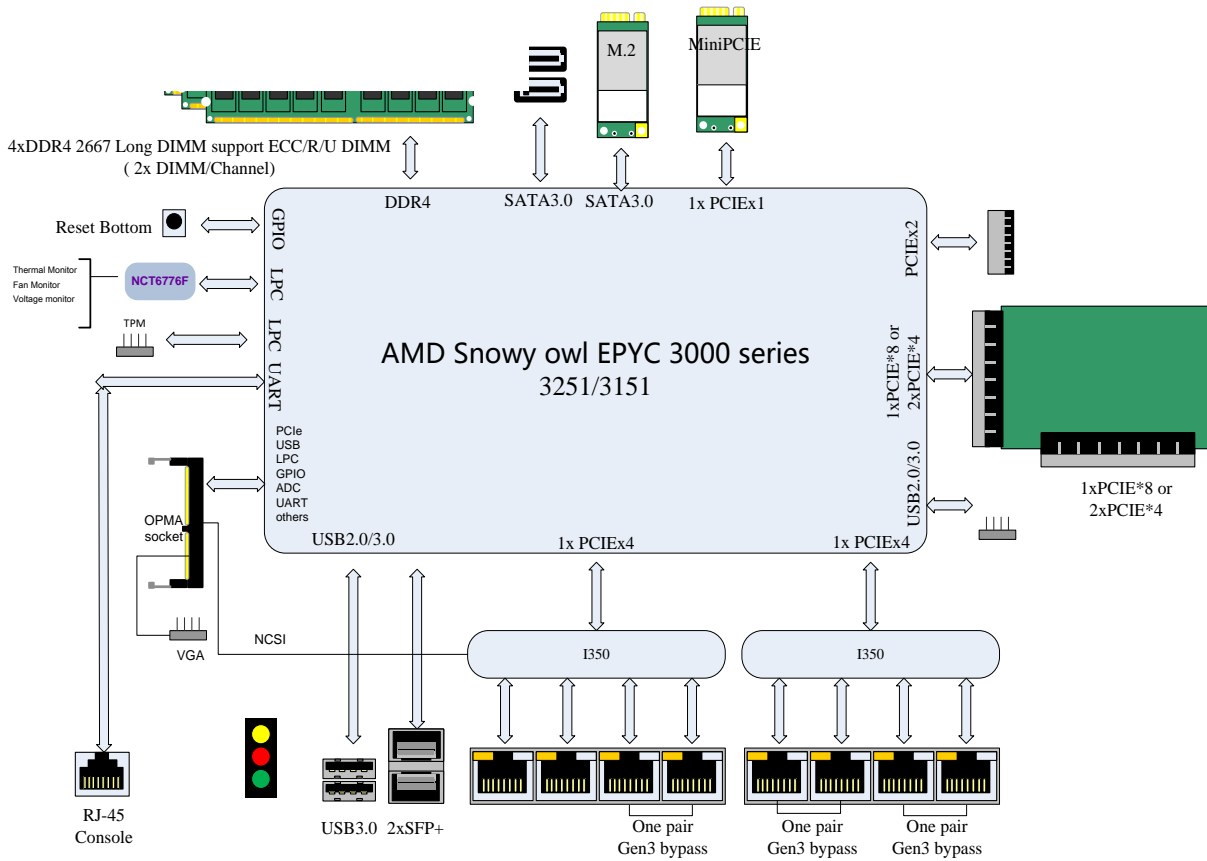 M.2
MiniPCIE
4xDDR4 2667 Long DIMM support ECC/R/U DIMM
( 2x DIMM/Channel)
DDR4
SATA3.0
SATA3.0
1x PCIEx1
Reset Bottom
GPIO
PCIEx2
Thermal Monitor
Fan Monitor
Voltage monitor
NCT6776F
LPC
TPM
LPC
AMD Snowy owl EPYC 3000 series
3251/3151
1xPCIE*8 or
2xPCIE*4
UART
PCIe
USB
LPC
GPIO
ADC
UART
others
OPMA
socket
USB2.0/3.0
1xPCIE*8 or
2xPCIE*4
USB2.0/3.0
1x PCIEx4
1x PCIEx4
VGA
NCSI
I350
I350
RJ-45
Console
USB3.0
2xSFP+
One pair
Gen3 bypass
One pair
Gen3 bypass
One pair
Gen3 bypass